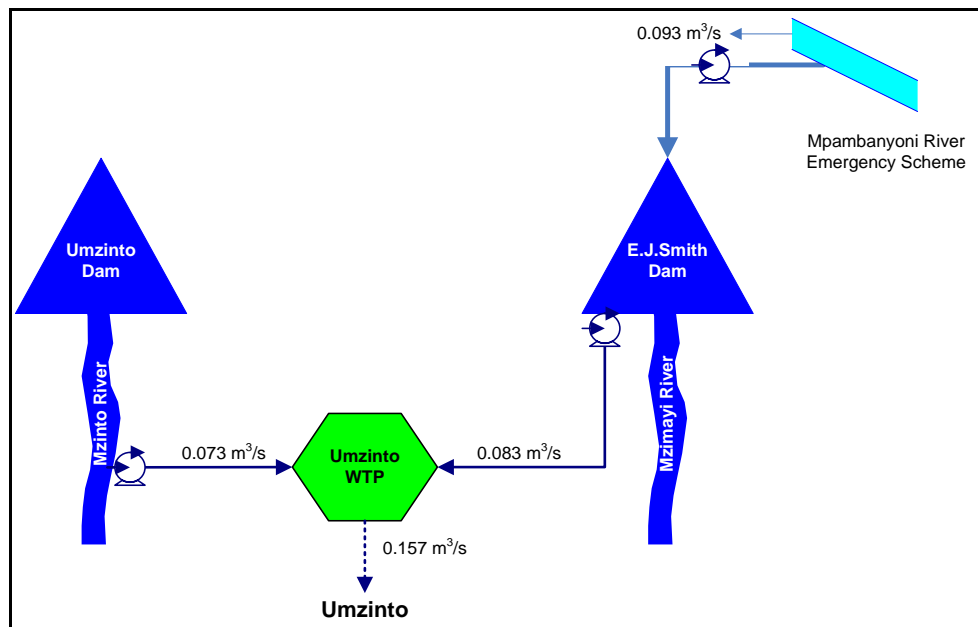 0.093 m³/s
Mpambanyoni River
Emergency Scheme
Umzinto
Dam
E.J.Smith
Dam
Mzinto River
Mzimayi River
0.073 m³/s
Umzinto
WTP
0.083 m³/s
0.157 m³/s
Umzinto